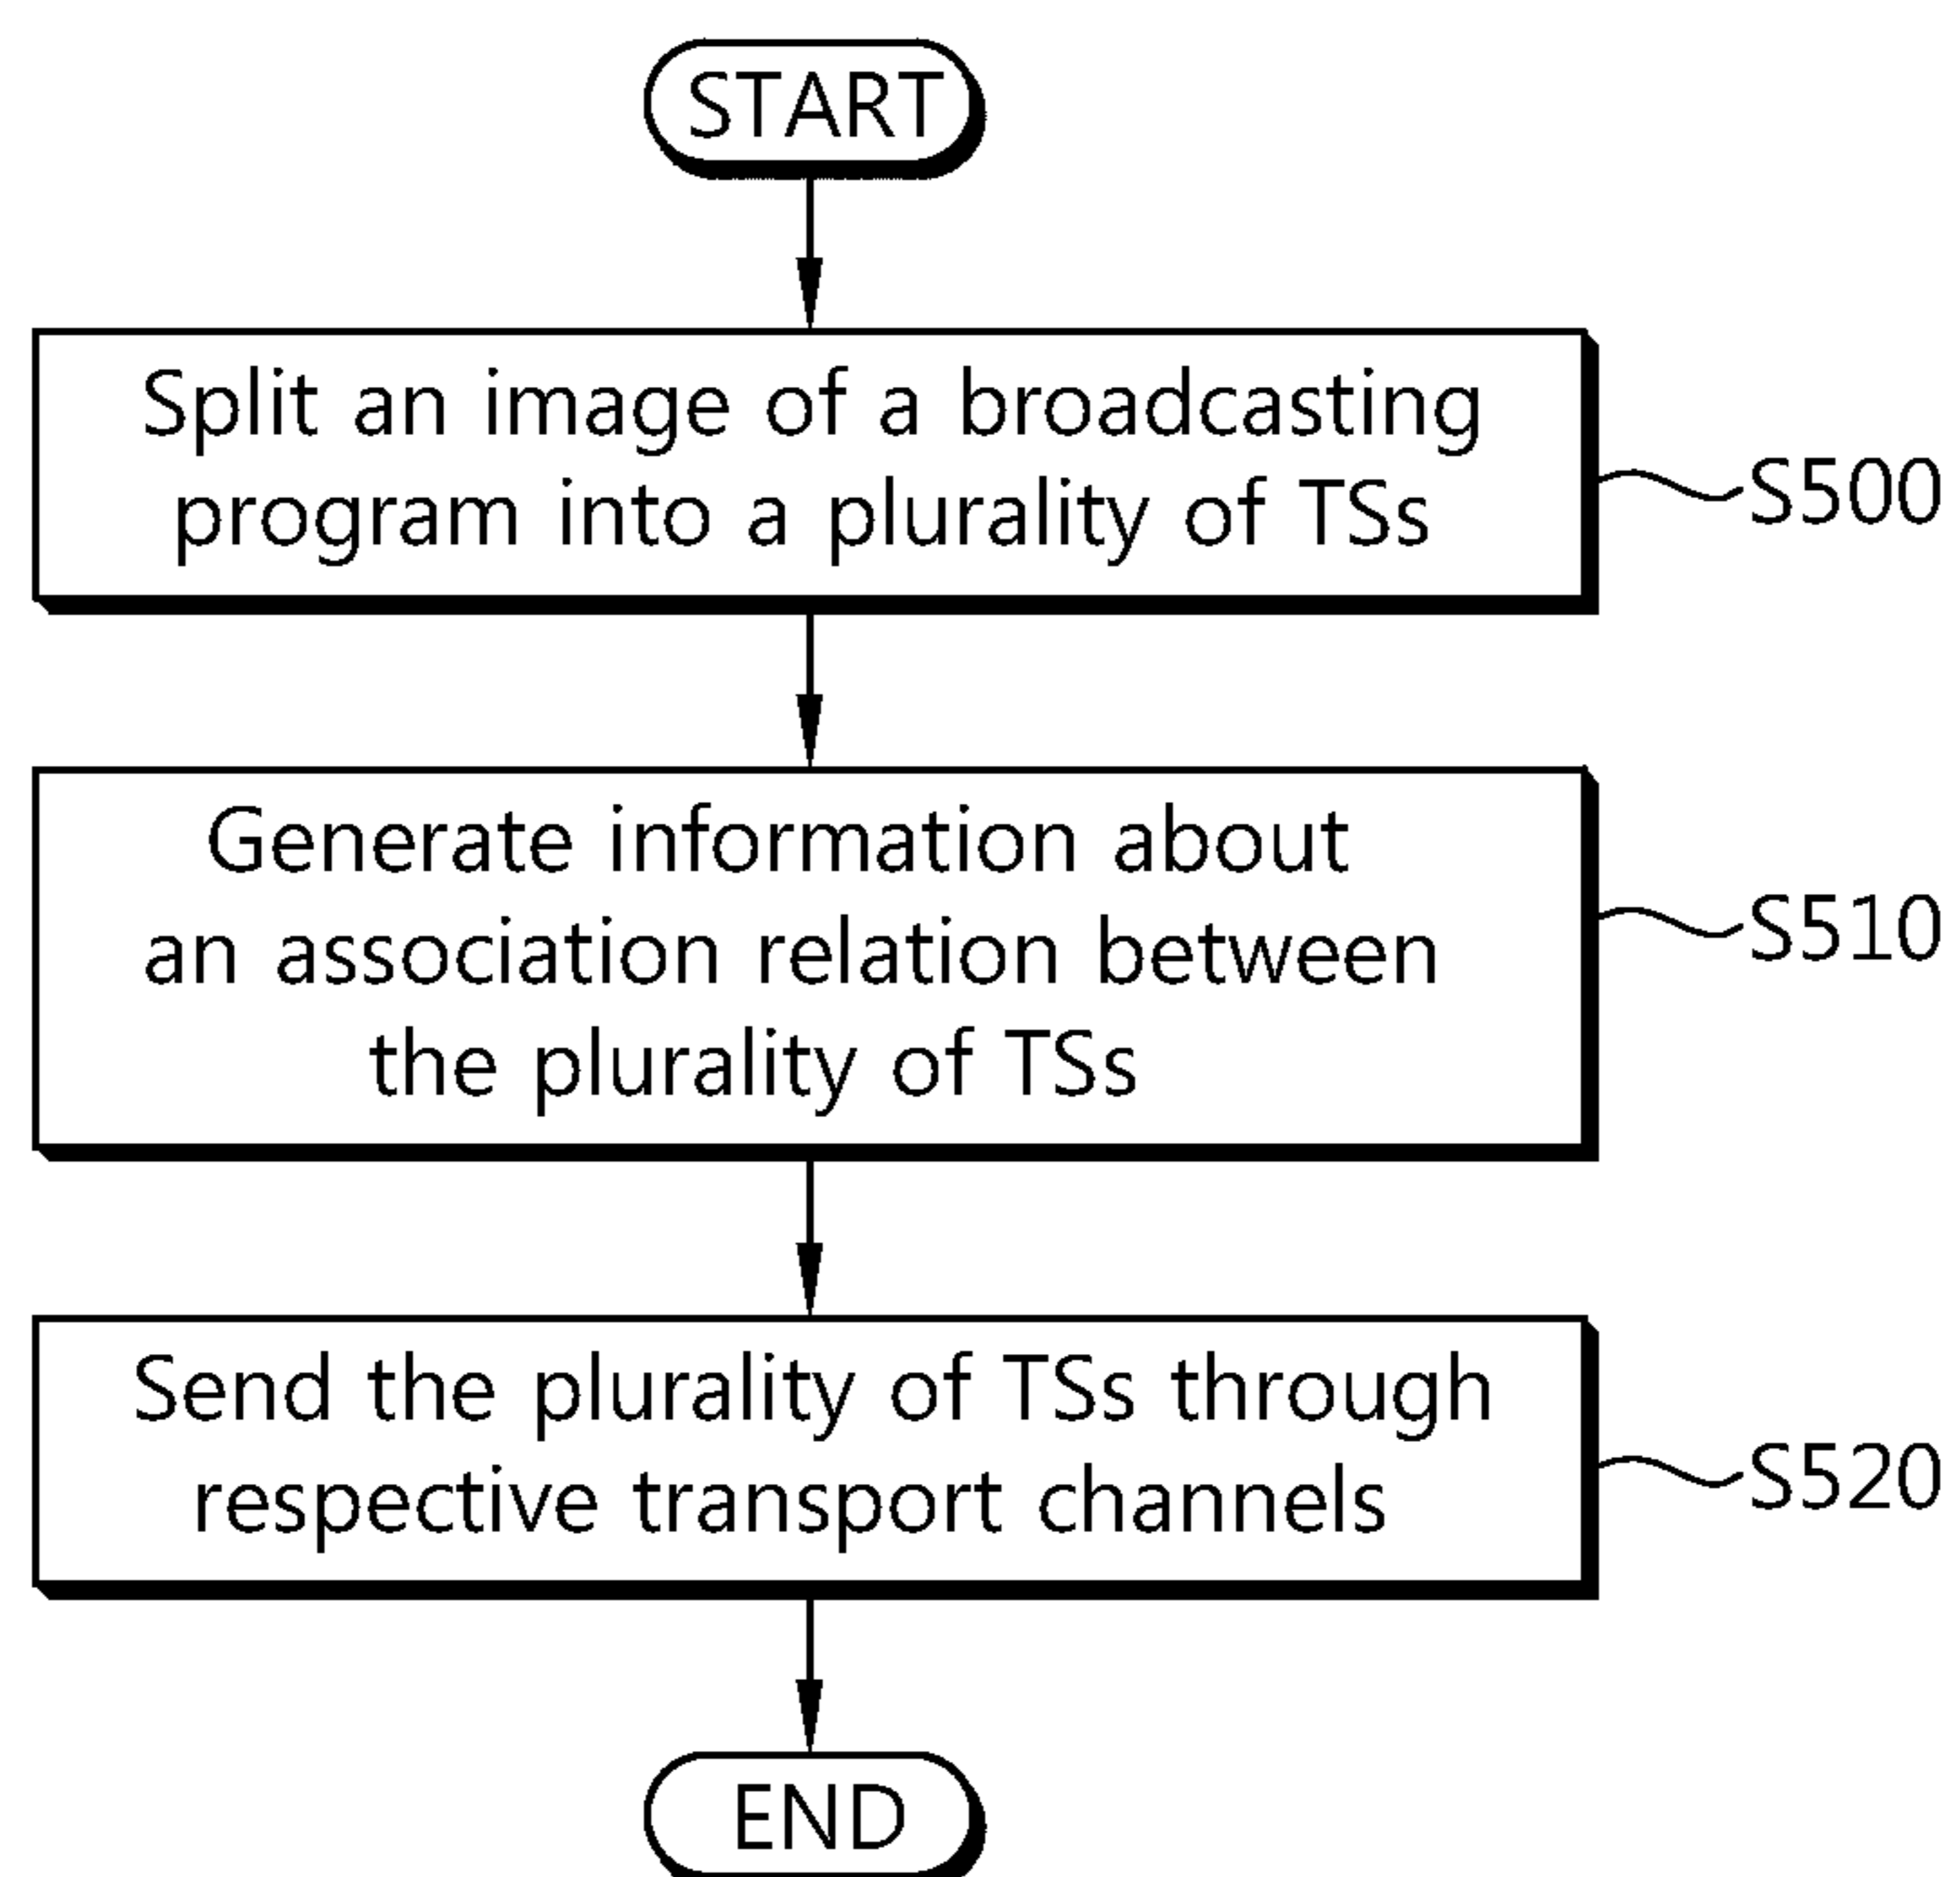 START
Split an image of a broadcasting
program into a plurality of TSs
S500
Generate information about
an association relation between
the plurality of TSs
S510
Send the plurality of TSs through
respective transport channels
S520
END